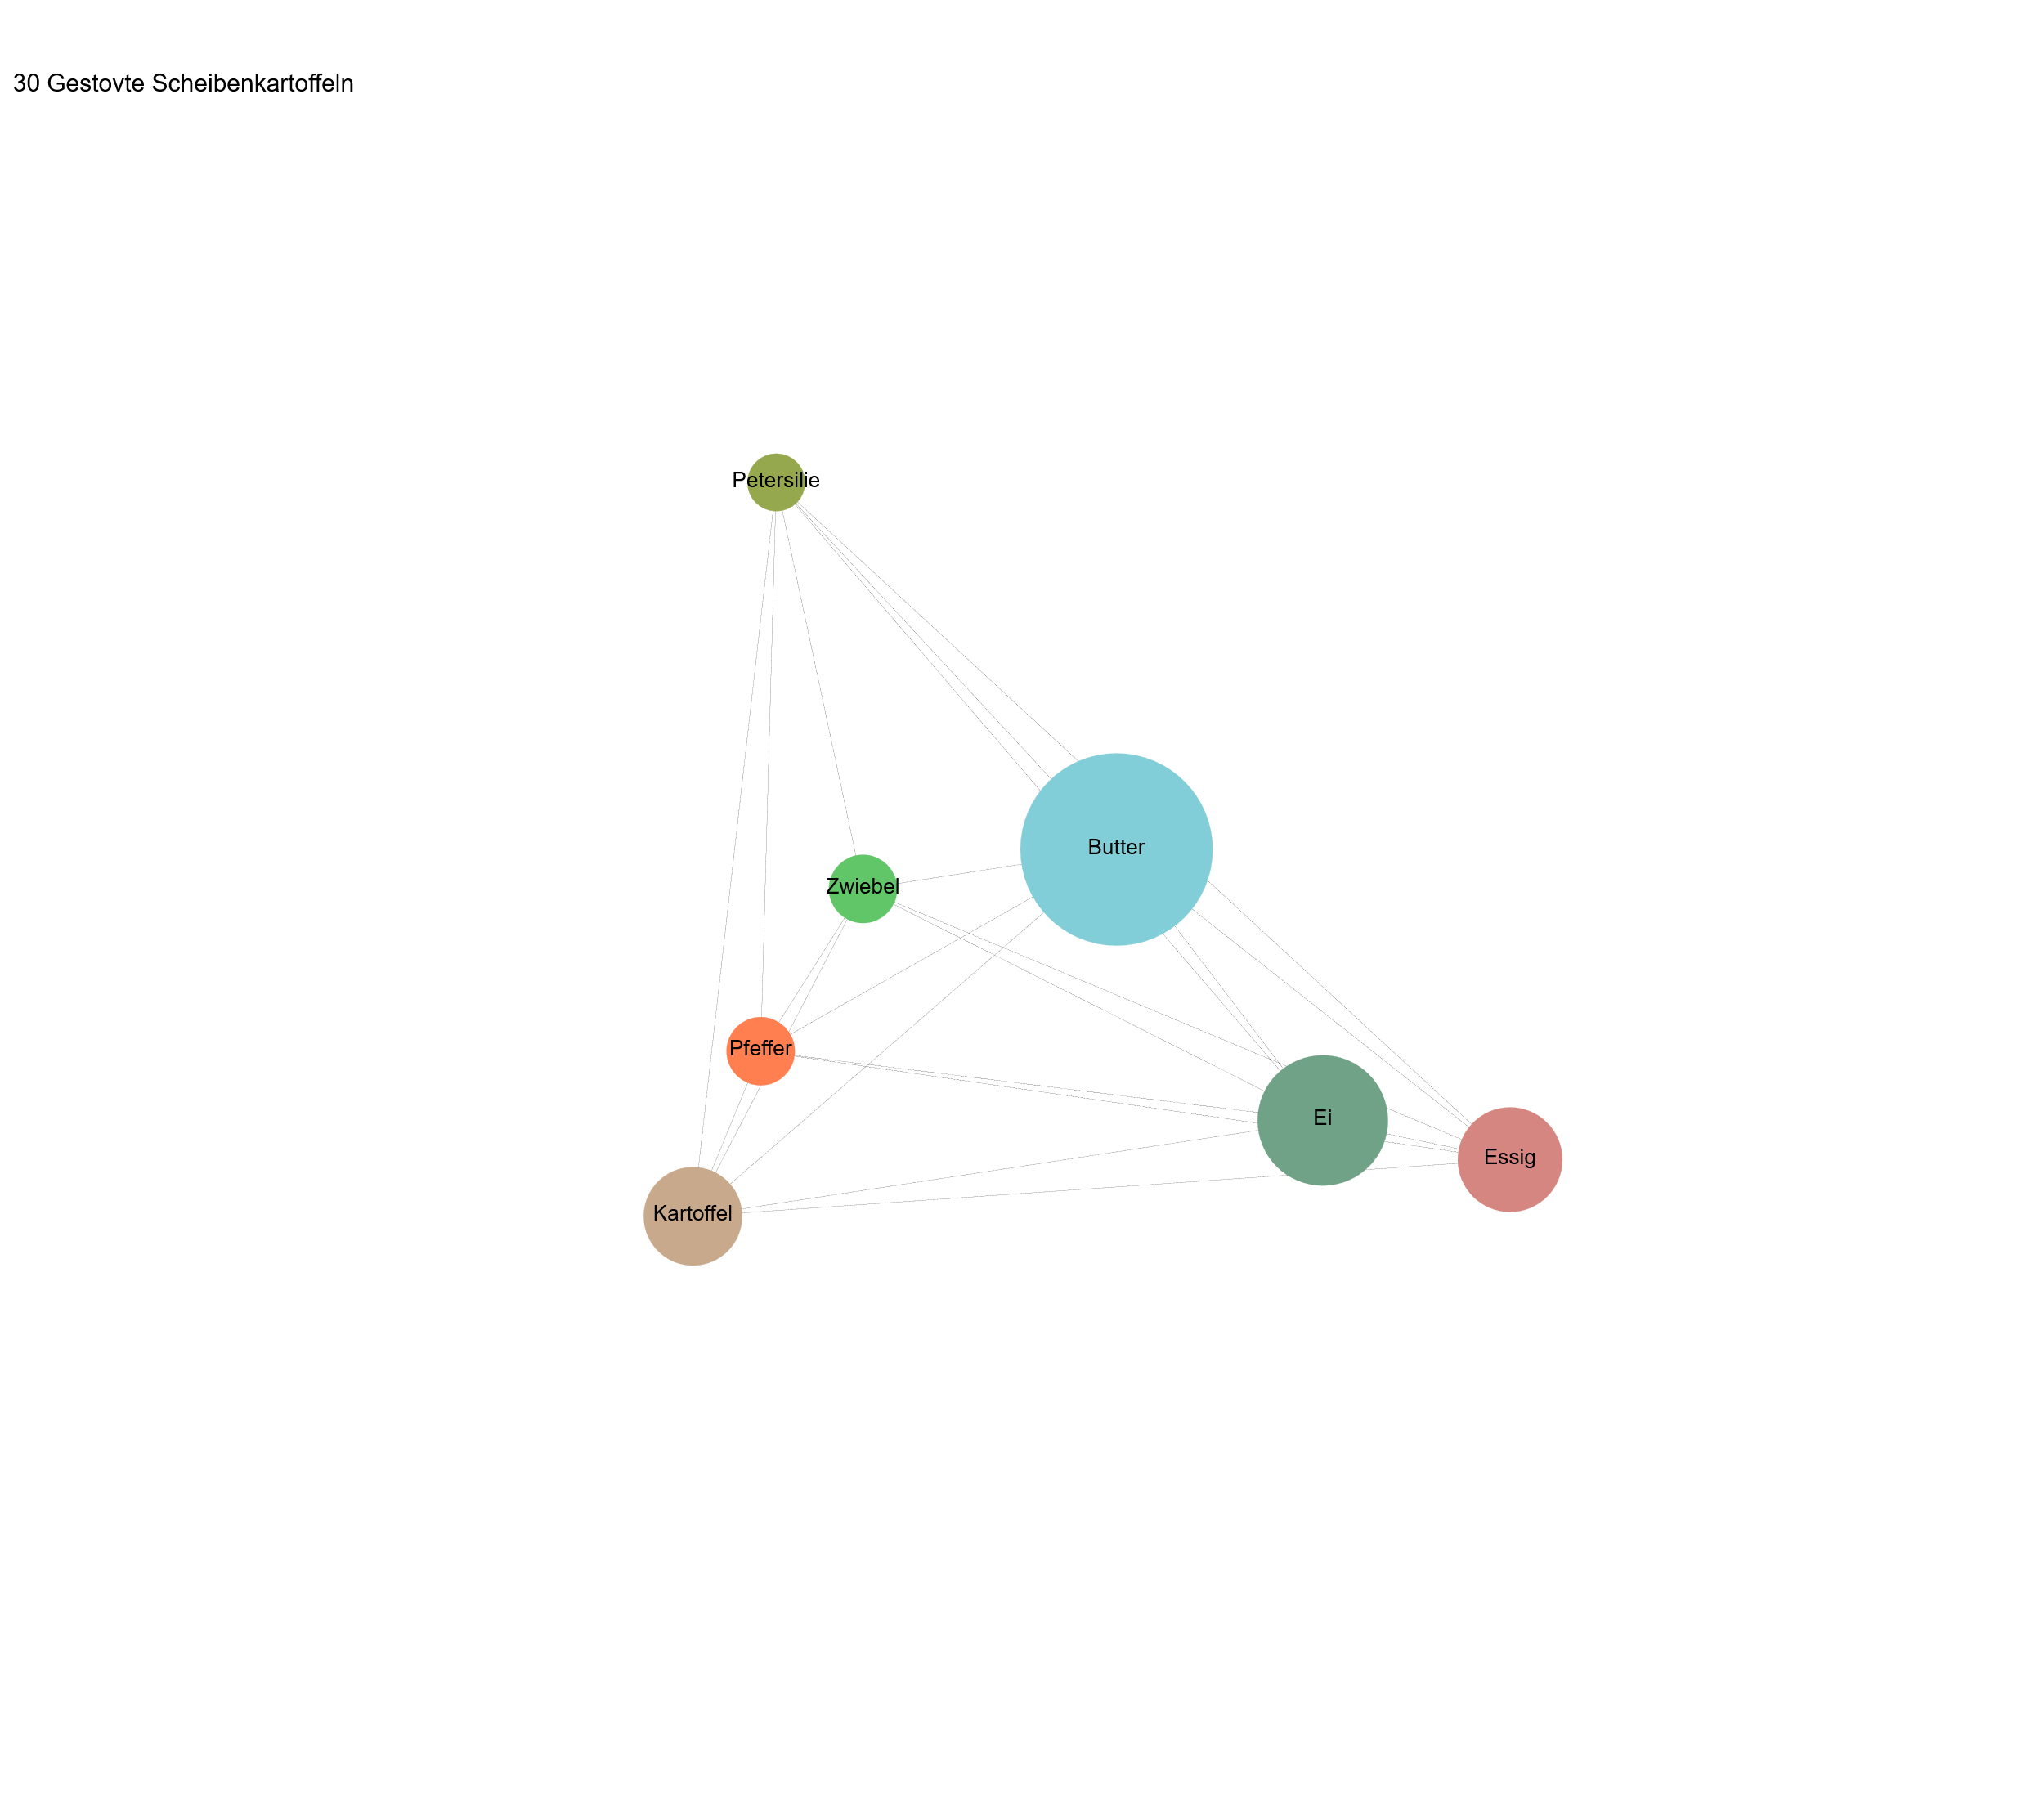 30 Gestovte Scheibenkartoffeln
Petersilie
Butter
Zwiebel
Pfeffer
Ei
Essig
Kartoffel